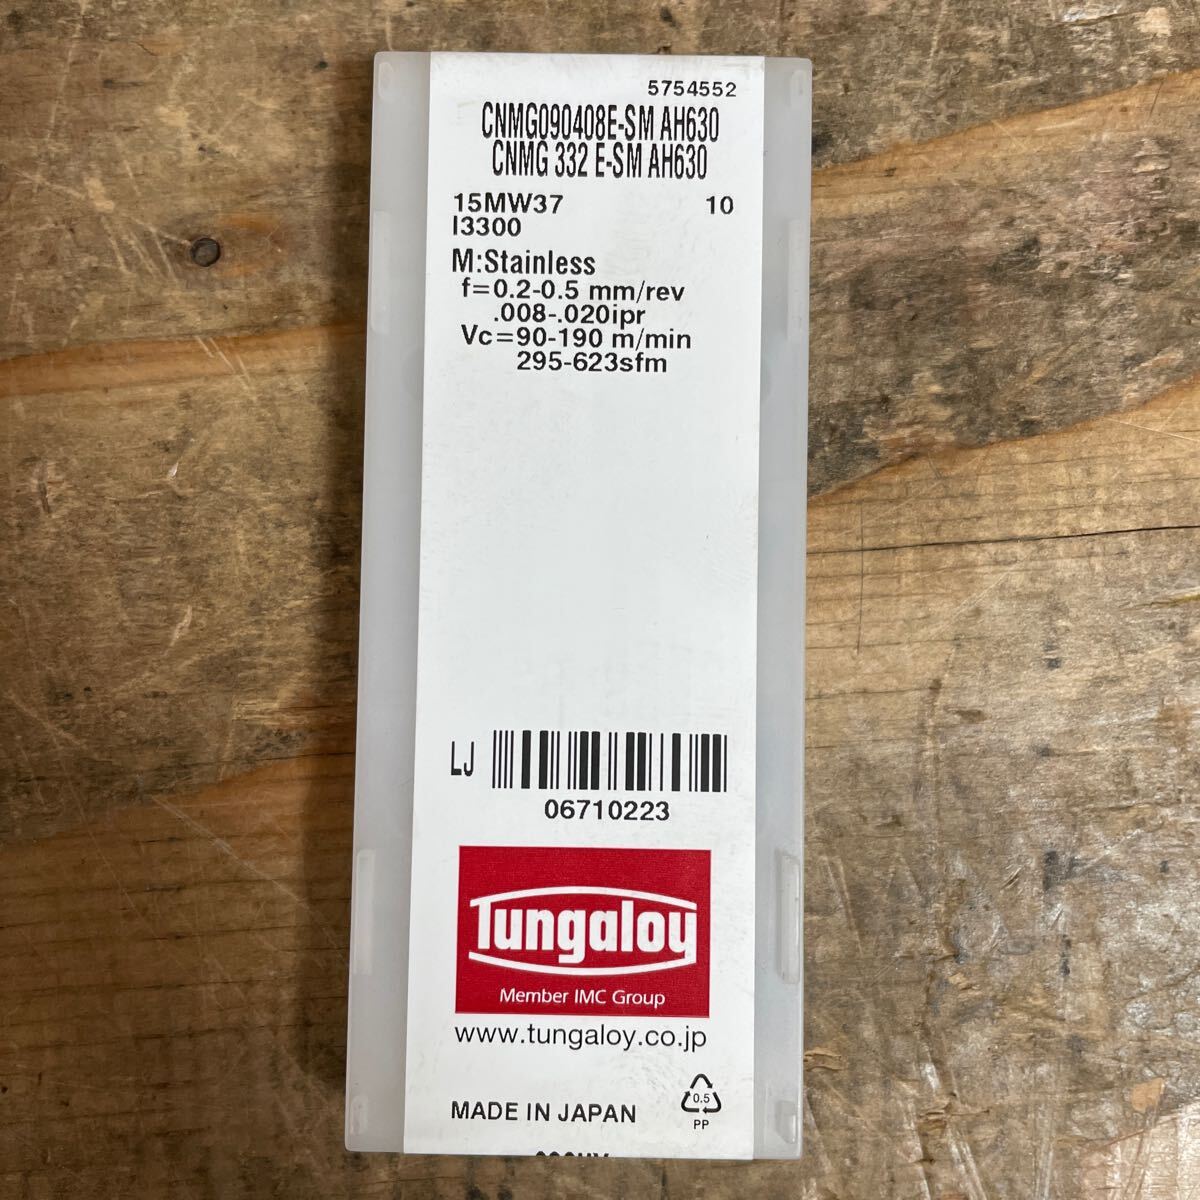 5754552
CNMG090408E-SM AH630
CNMG 332 E-SM AH630
15MW37 10
I3300
M:Stainless
f=0.2-0.5 mm/rev
.008-.020ipr
Vc=90-190 m/min
295-623sfm
LJ
06710223
Tungaloy
Member IMC Group
www.tungaloy.co.jp
MADE IN JAPAN
0.5
PP